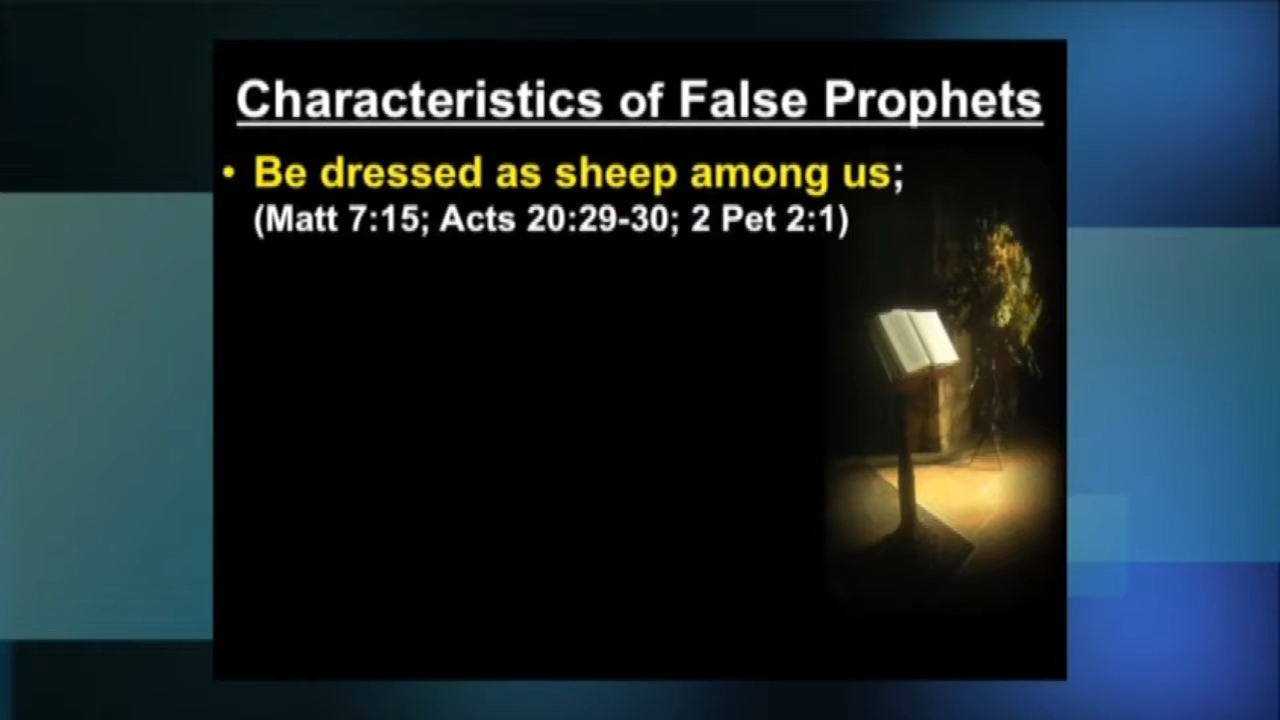 Characteristics of False Prophets
• Be dressed as sheep among us;
(Matt 7:15; Acts 20:29-30; 2 Pet 2:1)